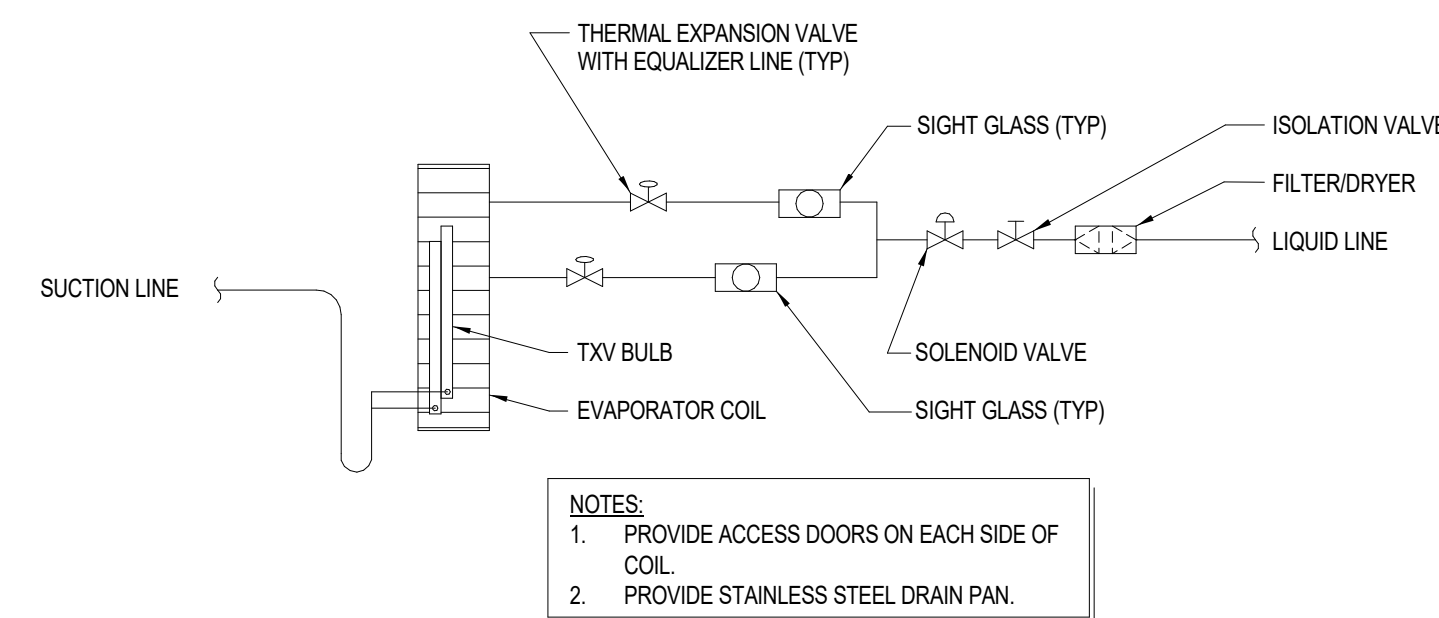 THERMAL EXPANSION VALVE
WITH EQUALIZER LINE (TYP)
SIGHT GLASS (TYP)
ISOLATION VALVE
FILTER/DRYER
LIQUID LINE
SUCTION LINE
TXV BULB
SOLENOID VALVE
EVAPORATOR COIL
SIGHT GLASS (TYP)
NOTES:
1. PROVIDE ACCESS DOORS ON EACH SIDE OF
COIL.
2. PROVIDE STAINLESS STEEL DRAIN PAN.